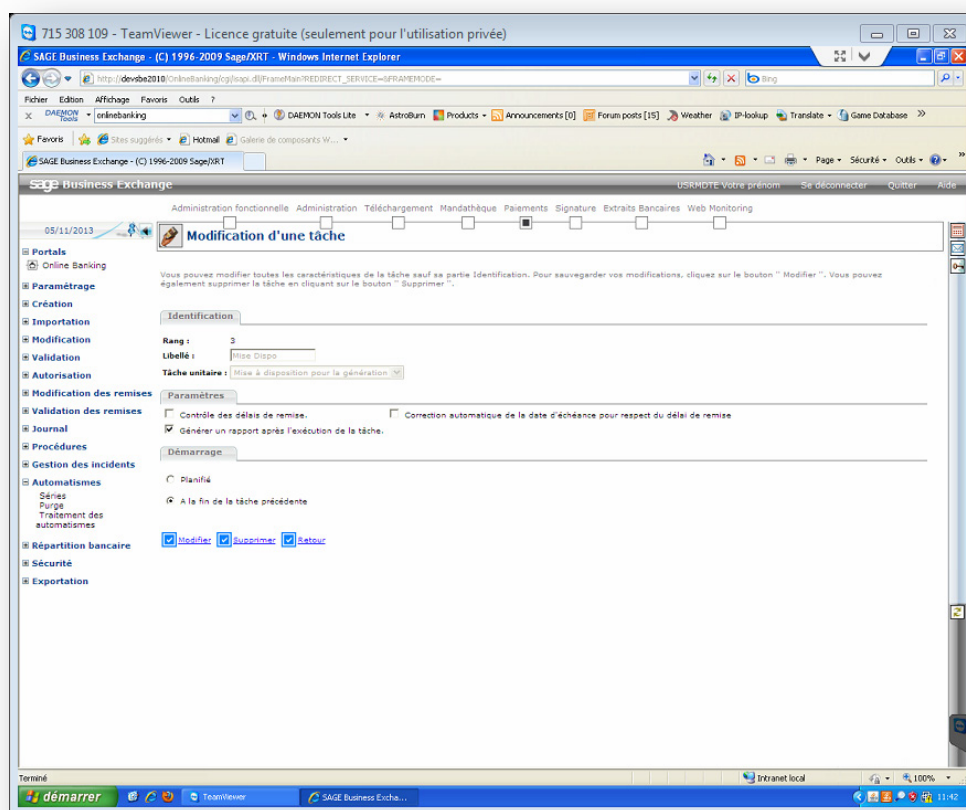 715 308 109 - TeamViewer - Licence gratuite (seulement pour l'utilisation privée)
SAGE Business Exchange - (C) 1996-2009 Sage/XRT - Windows Internet Explorer
http://devsbe2010/OnlineBanking/cgi/isapi.dll/FrameMain?REDIRECT_SERVICE=&FRAMEMODE=
Bing
Fichier Edition Affichage Favoris Outils ?
x DAEMON Tools onlinebanking DAEMON Tools Lite AstroBurn Products Announcements [0] Forum posts [15] Weather IP-lookup Translate Game Database »
Favoris Sites suggérés Hotmail Galerie de composants W...
SAGE Business Exchange - (C) 1996-2009 Sage/XRT Page Sécurité Outils »
sage Business Exchange USRMDTE Votre prénom Se déconnecter Quitter Aide
Administration fonctionnelle Administration Téléchargement Mandathèque Paiements Signature Extraits Bancaires Web Monitoring
05/11/2013
Modification d'une tâche
Portals
Online Banking
Paramétrage
Création
Importation
Modification
Validation
Autorisation
Modification des remises
Validation des remises
Journal
Procédures
Gestion des incidents
Automatismes
Séries
Purge
Traitement des
automatismes
Répartition bancaire
Sécurité
Exportation
Vous pouvez modifier toutes les caractéristiques de la tâche sauf sa partie Identification. Pour sauvegarder vos modifications, cliquez sur le bouton " Modifier ". Vous pouvez
également supprimer la tâche en cliquant sur le bouton " Supprimer ".
Identification
Rang : 3
Libellé : Mise Dispo
Tâche unitaire : Mise à disposition pour la génération
Paramètres
Contrôle des délais de remise. Correction automatique de la date d'échéance pour respect du délai de remise
Générer un rapport après l'exécution de la tâche.
Démarrage
Planifié
A la fin de la tâche précédente
Modifier Supprimer Retour
Terminé Intranet local 100%
démarrer TeamViewer SAGE Business Excha... 11:42